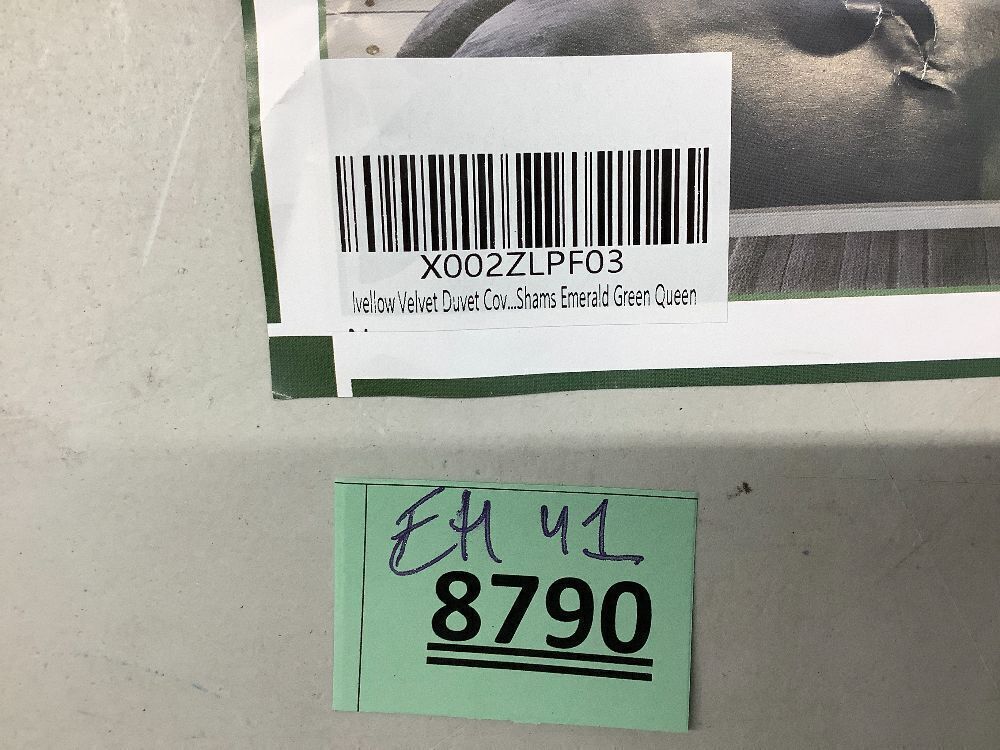 X002ZLPF03
Ivellow Velvet Duvet Cov...Shams Emerald Green Queen
EH 41
8790